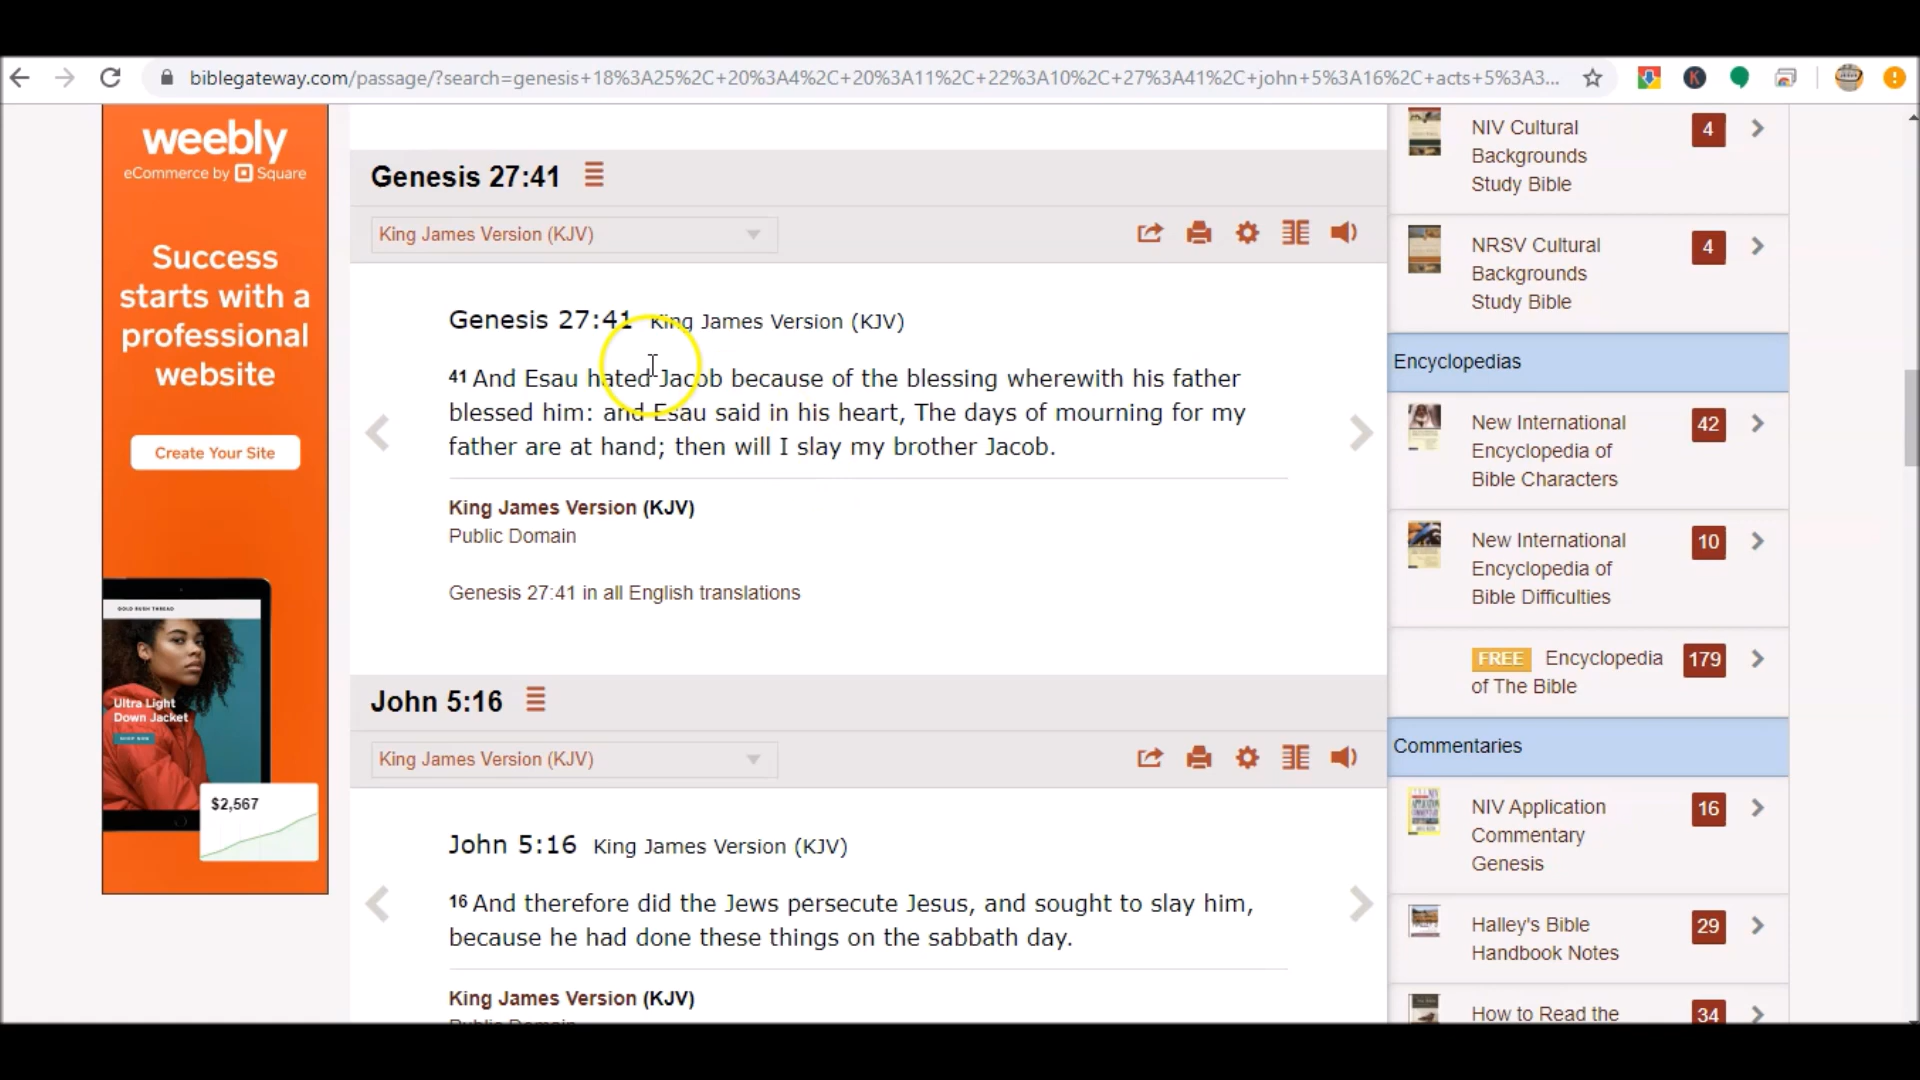 biblegateway.com/passage/?search=genesis+18%3A25%2C+20%3A4%2C+20%3A11%2C+22%3A10%2C+27%3A41%2C+john+5%3A16%2C+acts+5%3A3...
weebly
eCommerce by Square
Success
starts with a
professional
website
Create Your Site
GOLD RUSH THREAD
Ultra Light
Down Jacket
SHOP NOW
$2,567
Genesis 27:41
King James Version (KJV)
Genesis 27:41 King James Version (KJV)
41 And Esau hated Jacob because of the blessing wherewith his father
blessed him: and Esau said in his heart, The days of mourning for my
father are at hand; then will I slay my brother Jacob.
King James Version (KJV)
Public Domain
Genesis 27:41 in all English translations
John 5:16
King James Version (KJV)
John 5:16 King James Version (KJV)
16 And therefore did the Jews persecute Jesus, and sought to slay him,
because he had done these things on the sabbath day.
King James Version (KJV)
Public Domain
NIV Cultural 4
Backgrounds
Study Bible
NRSV Cultural 4
Backgrounds
Study Bible
Encyclopedias
New International 42
Encyclopedia of
Bible Characters
New International 10
Encyclopedia of
Bible Difficulties
FREE Encyclopedia 179
of The Bible
Commentaries
NIV Application 16
Commentary
Genesis
Halley's Bible 29
Handbook Notes
How to Read the 34